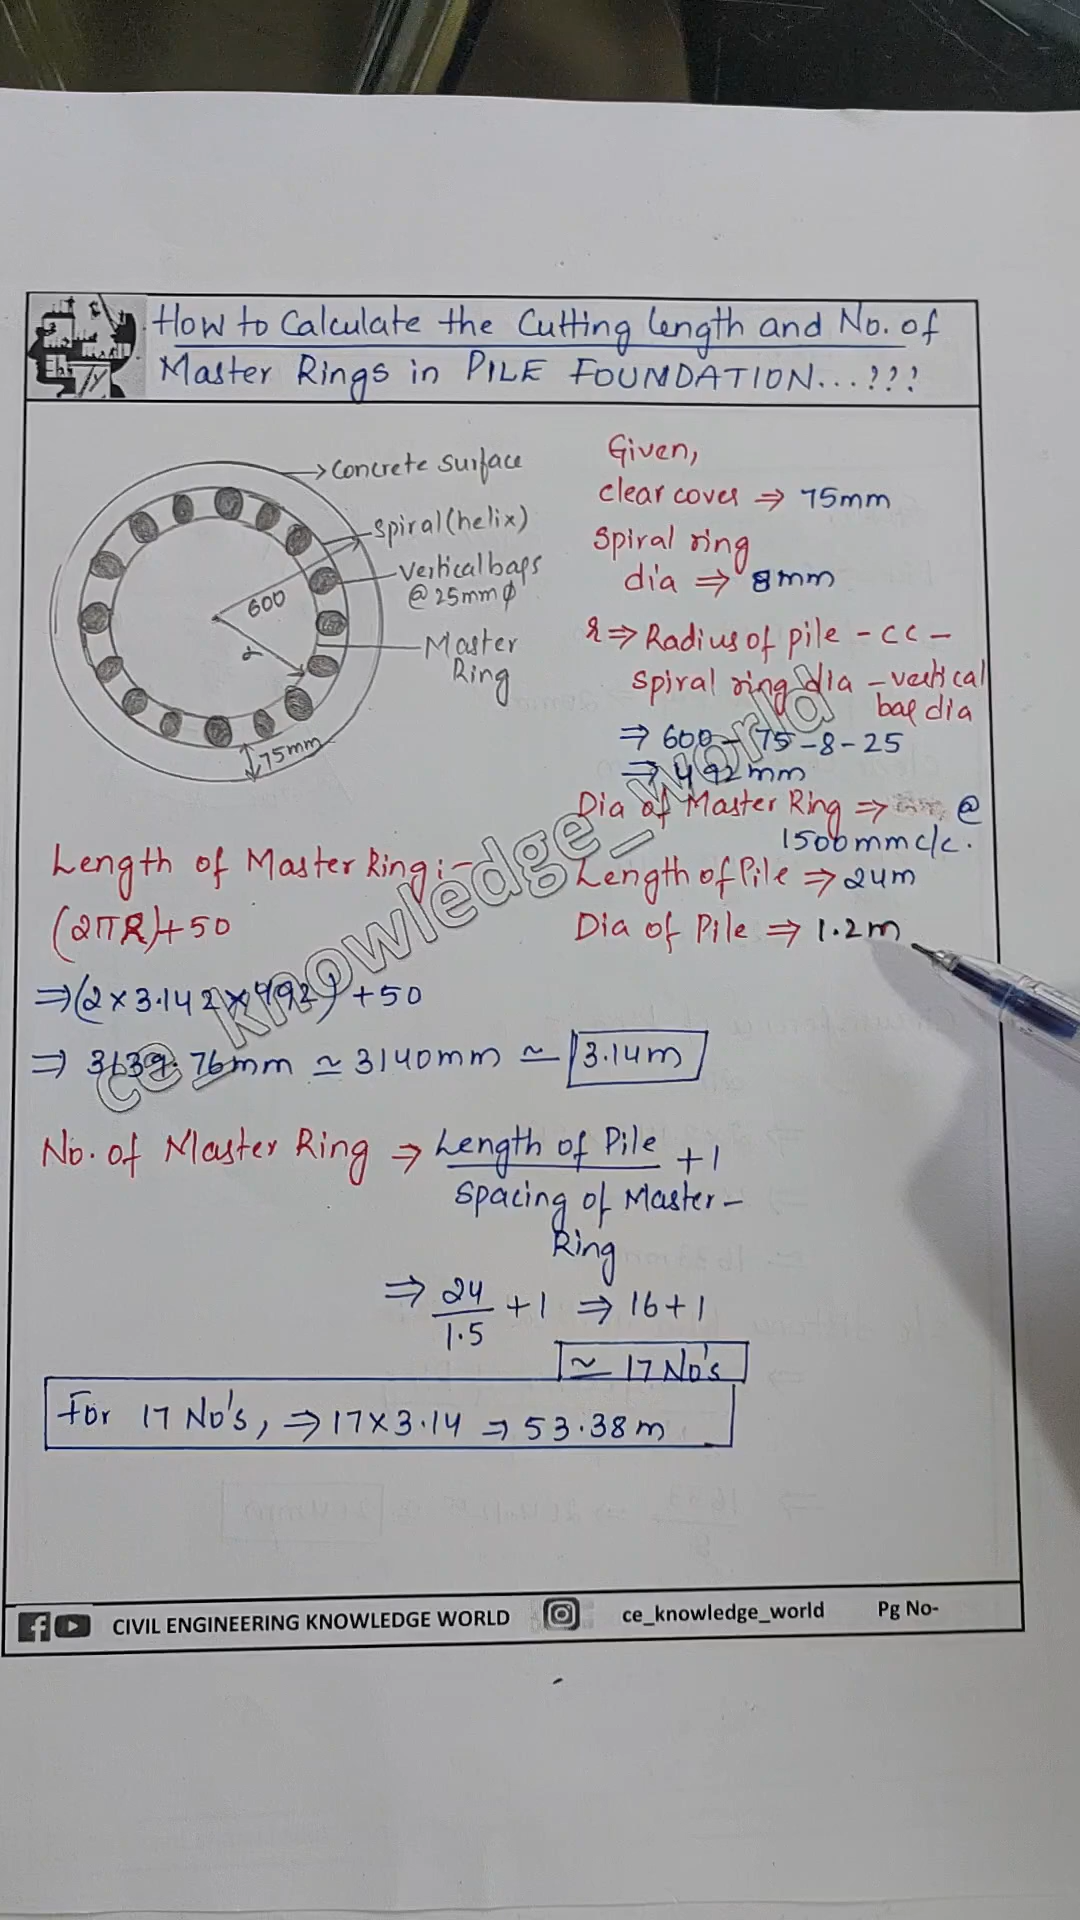 How to Calculate the Cutting length and No. of
Master Rings in PILE FOUNDATION...???
Concrete Surface
Spiral (helix)
Vertical bars
@ 25mm ϕ
Master
Ring
600
r
75mm
Given,
clear cover ⇒ 75mm
Spiral ring
dia ⇒ 8mm
r ⇒ Radius of pile - CC -
Spiral ring dia - vertical
bar dia
⇒ 600 - 75 - 8 - 25
⇒ 492mm
Dia of Master Ring ⇒ @
1500mm c/c.
Length of Pile ⇒ 24m
Dia of Pile ⇒ 1.2m
Length of Master Ring :-
(2πR)+50
⇒ (2 × 3.142 × 492) + 50
⇒ 3139.76mm ≃ 3140mm ≃ 3.14m
No. of Master Ring ⇒ Length of Pile + 1
Spacing of Master-
Ring
⇒ 24 + 1 ⇒ 16 + 1
1.5
≃ 17 No's
For 17 No's, ⇒ 17 × 3.14 ⇒ 53.38m
ce_knowledge_world
CIVIL ENGINEERING KNOWLEDGE WORLD ce_knowledge_world Pg No-